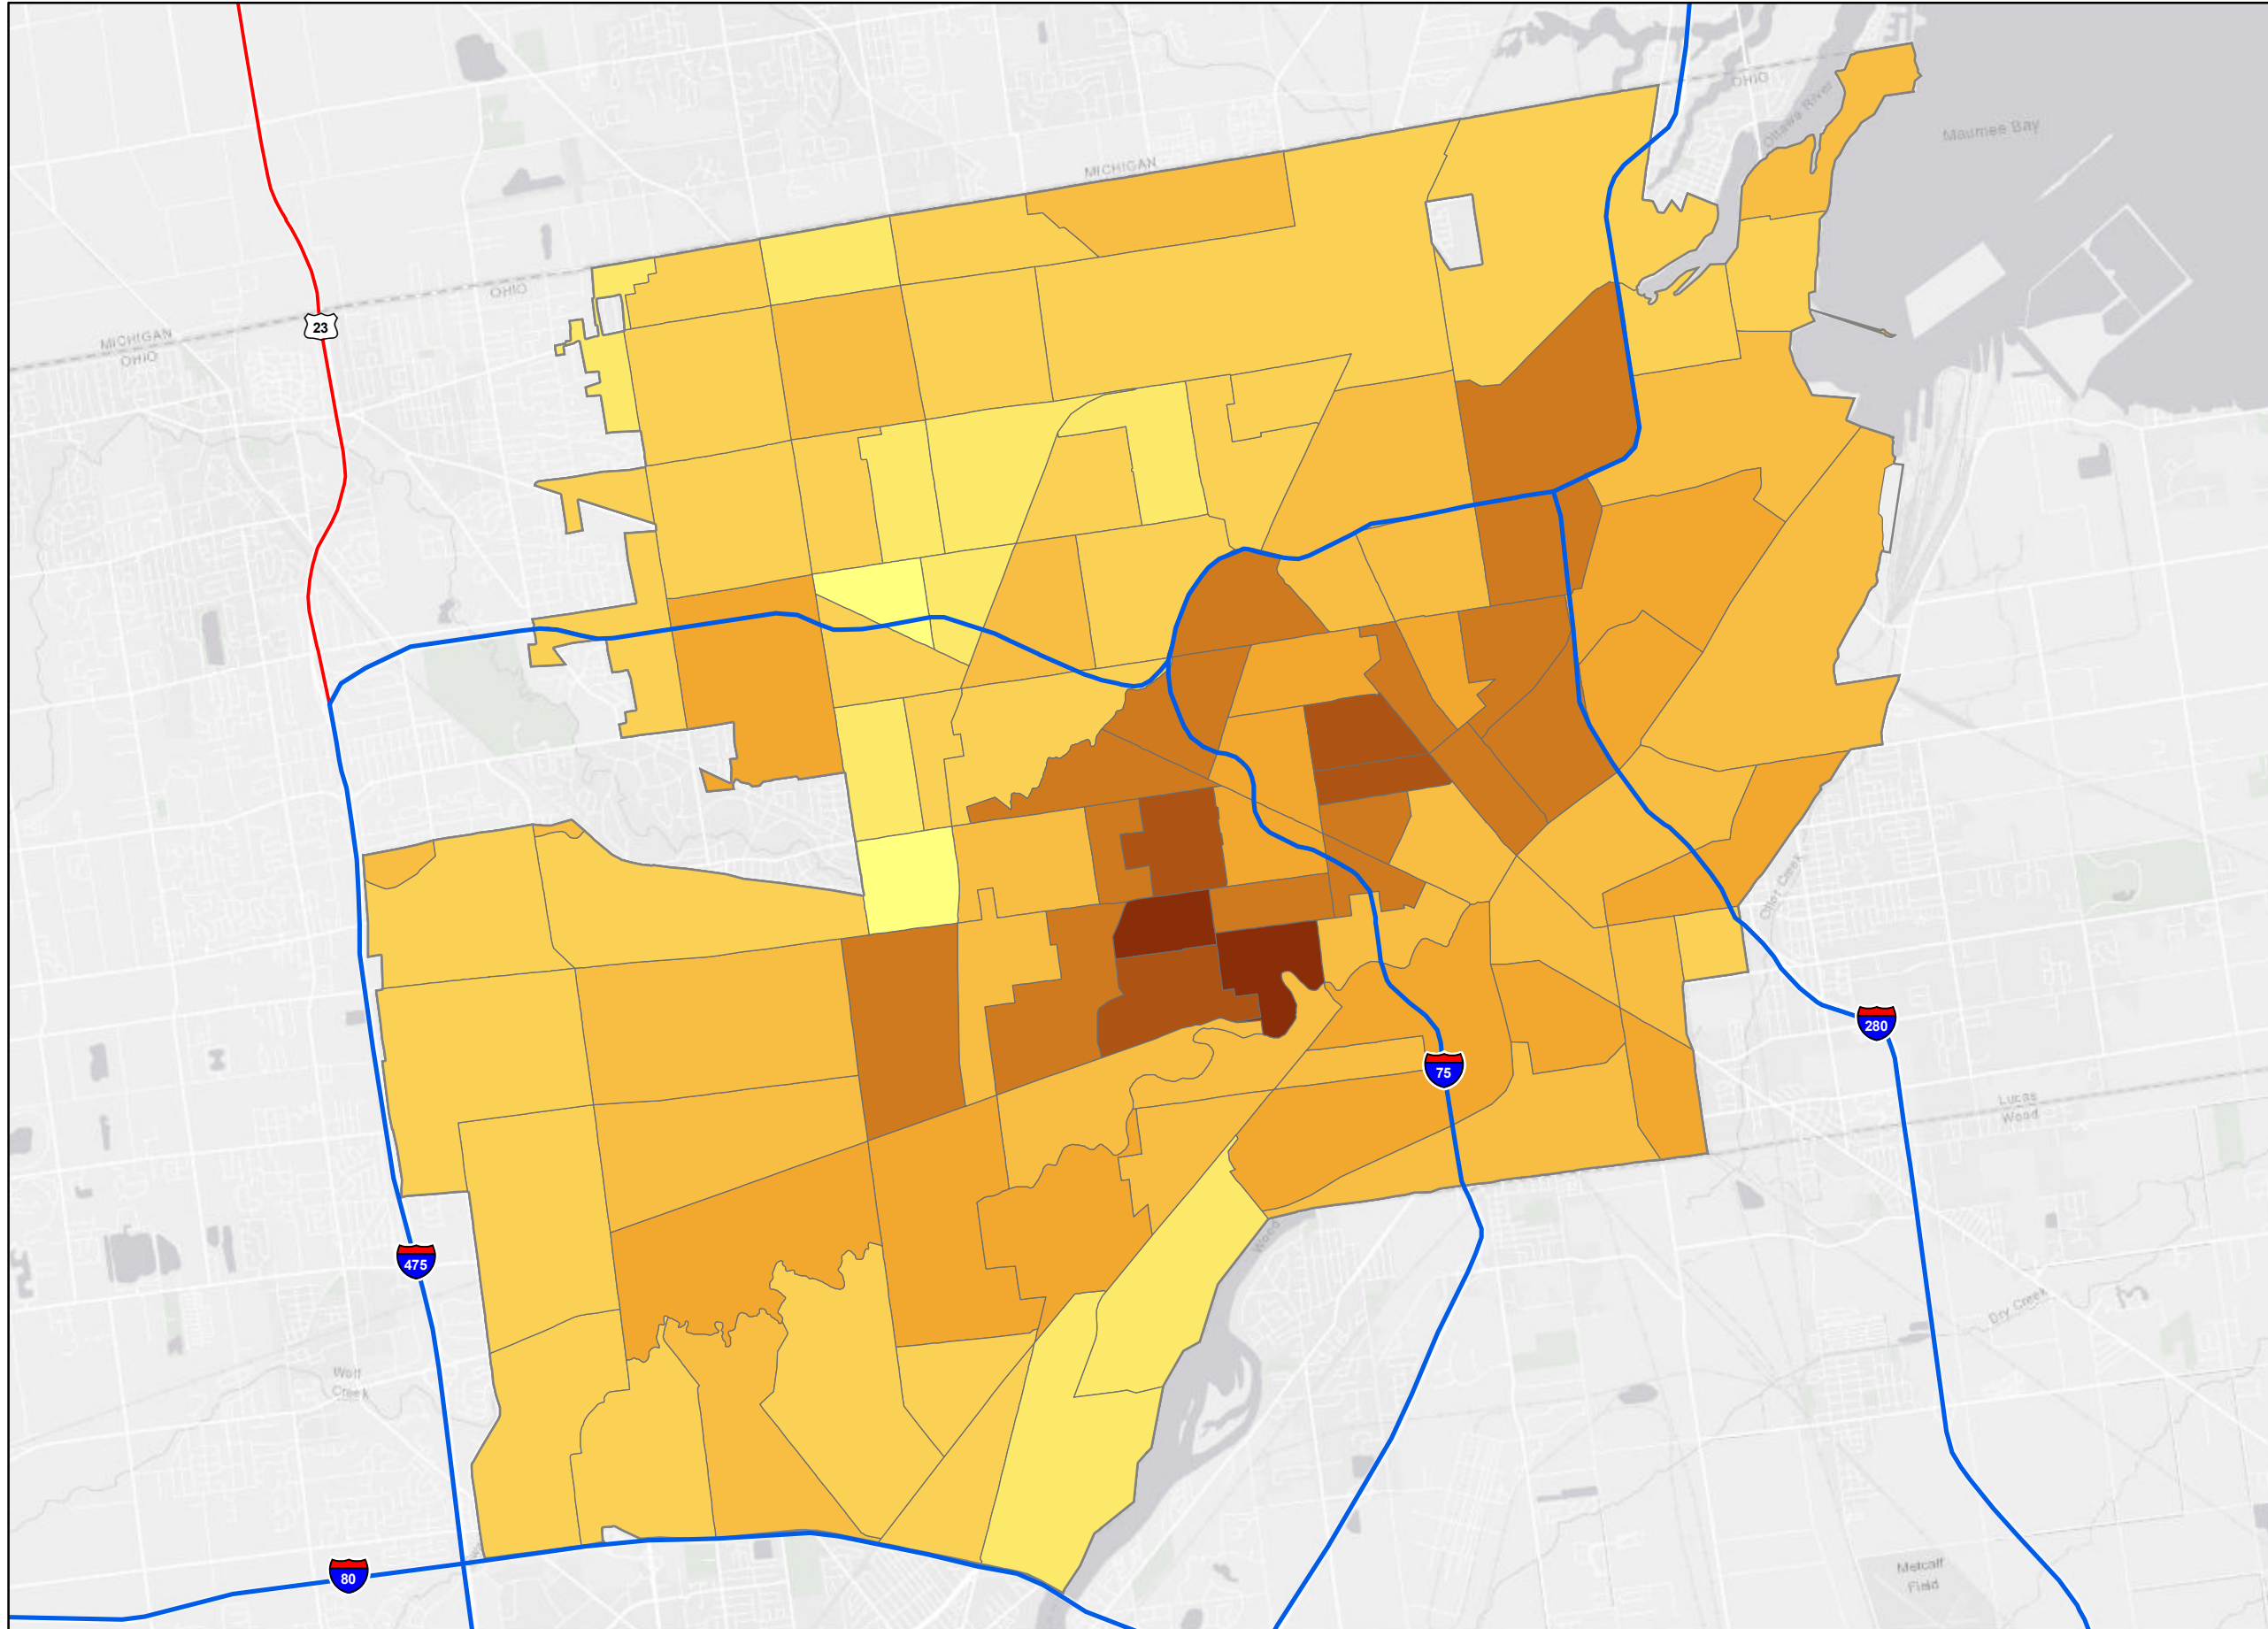 OHIO
Ottawa River
Maumee Bay
MICHIGAN
OHIO
23
MICHIGAN
OHIO
Otter Creek
280
75
Lucas
Wood
Wood
475
Dry Creek
Wolf
Creek
80
Metcalf
Field